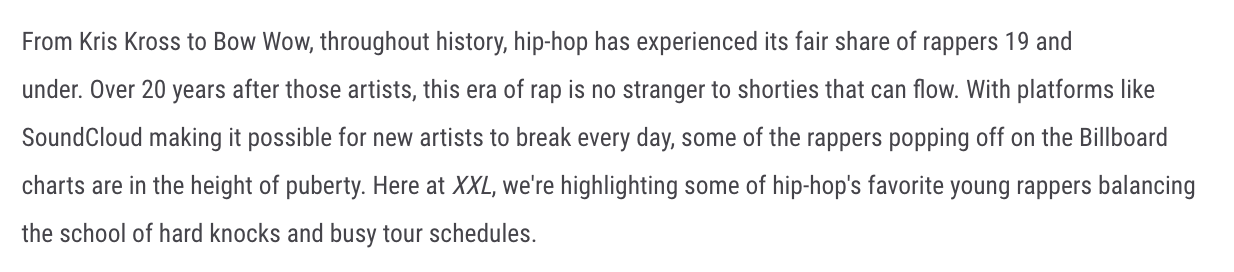 From Kris Kross to Bow Wow, throughout history, hip-hop has experienced its fair share of rappers 19 and
under. Over 20 years after those artists, this era of rap is no stranger to shorties that can flow. With platforms like
SoundCloud making it possible for new artists to break every day, some of the rappers popping off on the Billboard
charts are in the height of puberty. Here at XXL, we're highlighting some of hip-hop's favorite young rappers balancing
the school of hard knocks and busy tour schedules.